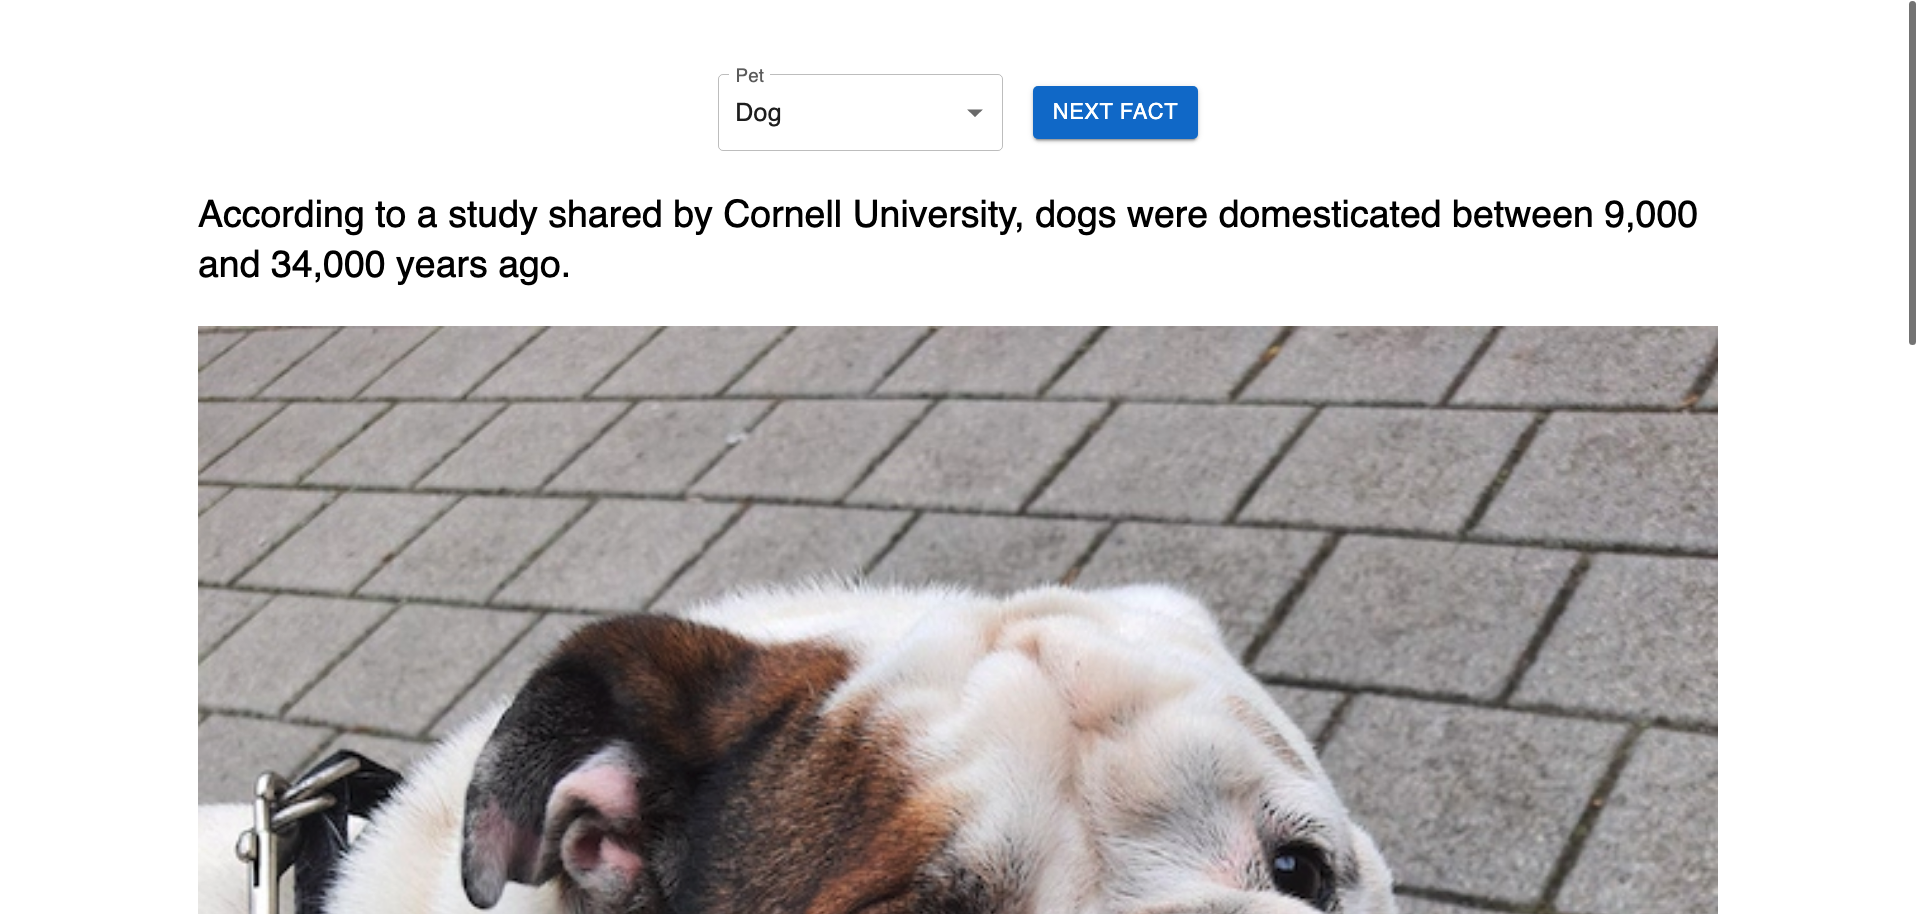 Pet
Dog
NEXT FACT
According to a study shared by Cornell University, dogs were domesticated between 9,000
and 34,000 years ago.